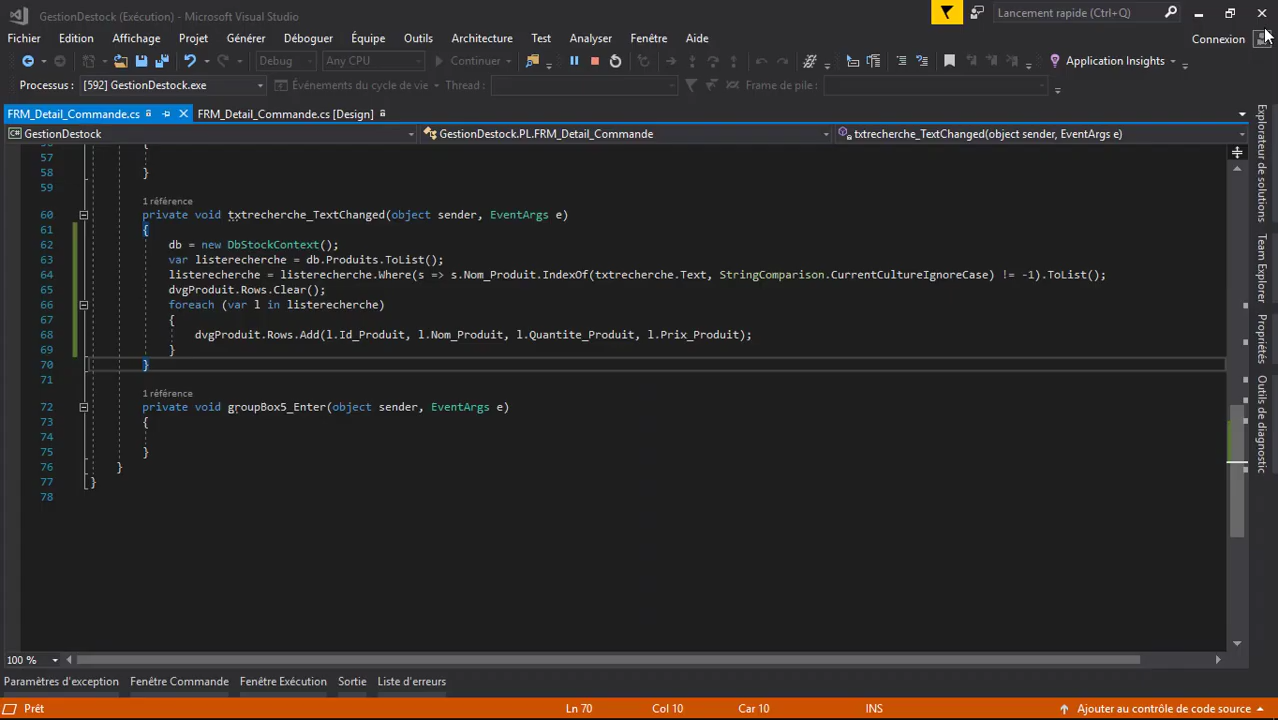 GestionDestock (Exécution) - Microsoft Visual Studio
Lancement rapide (Ctrl+Q)
Fichier Edition Affichage Projet Générer Déboguer Équipe Outils Architecture Test Analyser Fenêtre Aide
Connexion
Debug Any CPU Continuer Application Insights
Processus : [592] GestionDestock.exe Événements du cycle de vie Thread : Frame de pile :
FRM_Detail_Commande.cs FRM_Detail_Commande.cs [Design]
GestionDestock GestionDestock.PL.FRM_Detail_Commande txtrecherche_TextChanged(object sender, EventArgs e)
{
57
58 }
59
1 référence
60 private void txtrecherche_TextChanged(object sender, EventArgs e)
61 {
62 db = new DbStockContext();
63 var listerecherche = db.Produits.ToList();
64 listerecherche = listerecherche.Where(s => s.Nom_Produit.IndexOf(txtrecherche.Text, StringComparison.CurrentCultureIgnoreCase) != -1).ToList();
65 dvgProduit.Rows.Clear();
66 foreach (var l in listerecherche)
67 {
68 dvgProduit.Rows.Add(l.Id_Produit, l.Nom_Produit, l.Quantite_Produit, l.Prix_Produit);
69 }
70 }
71
1 référence
72 private void groupBox5_Enter(object sender, EventArgs e)
73 {
74
75 }
76 }
77 }
78
Explorateur de solutions
Team Explorer
Propriétés
Outils de diagnostic
100 %
Paramètres d'exception Fenêtre Commande Fenêtre Exécution Sortie Liste d'erreurs
Prêt Ln 70 Col 10 Car 10 INS Ajouter au contrôle de code source